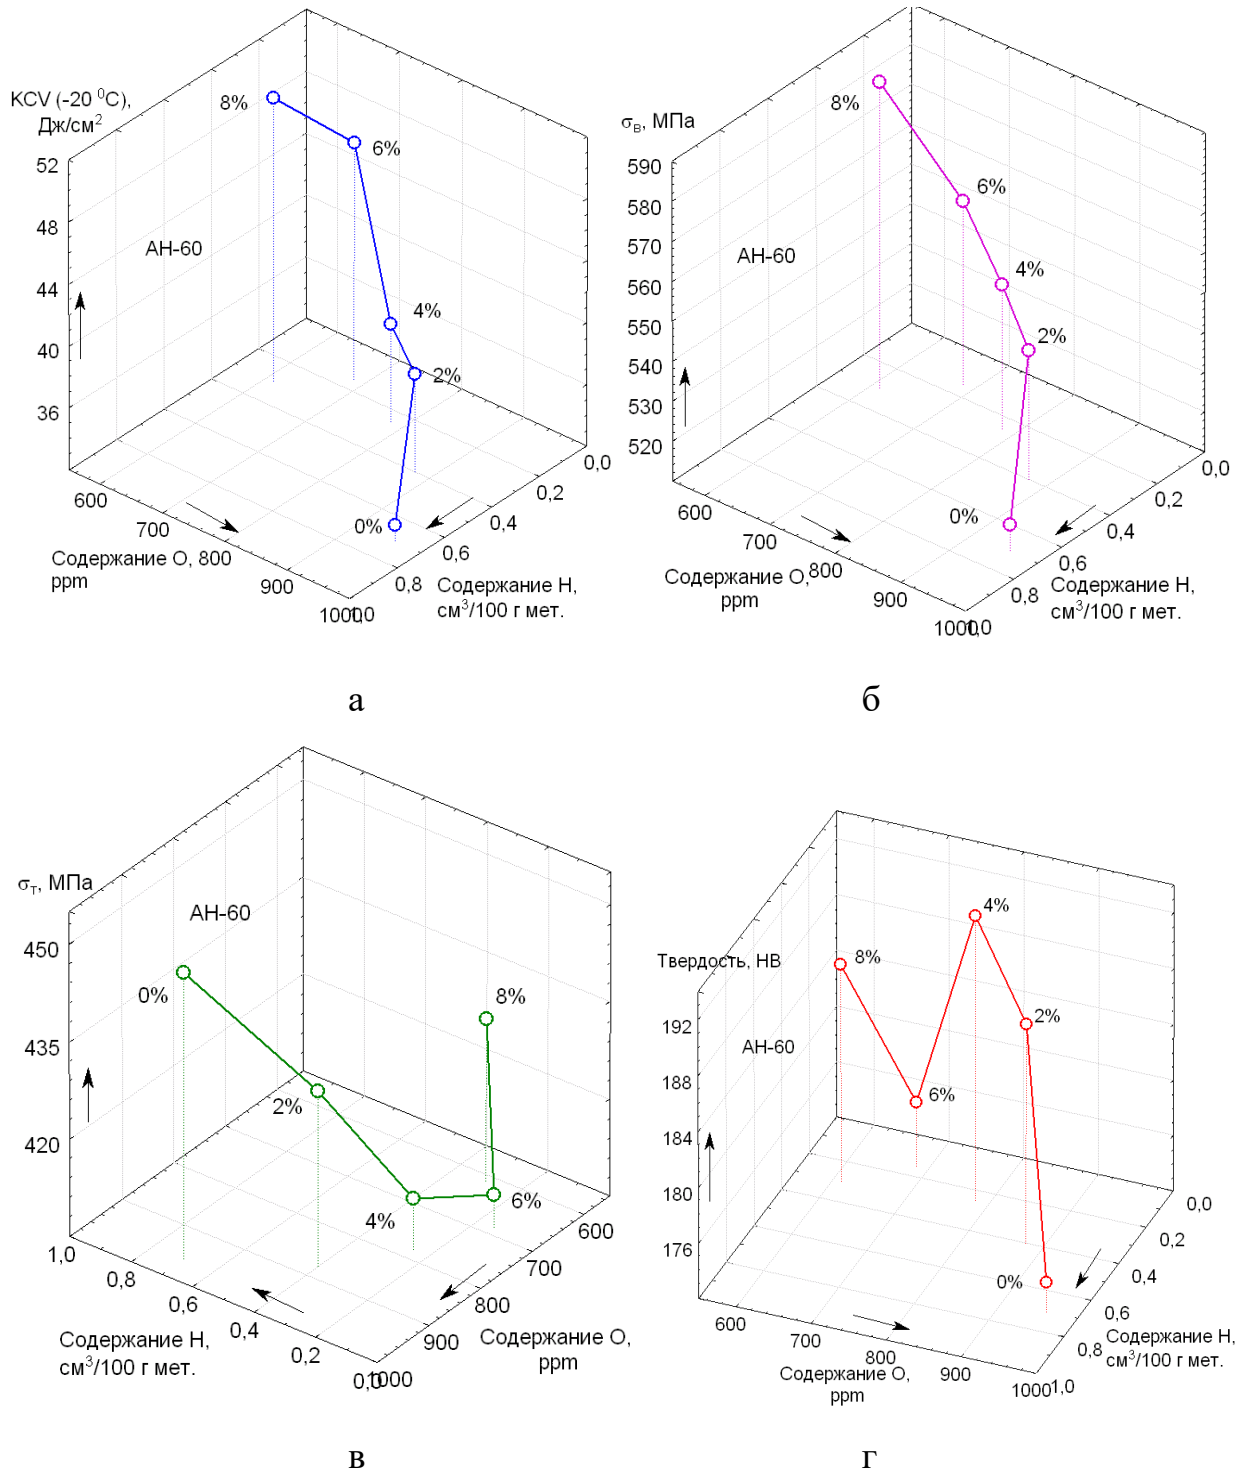 KCV (-20 ⁰C),
Дж/см²
52
48
44
40
36
АН-60
8%
6%
4%
2%
0%
600
700
Содержание О, 800
ppm
900
1000
1,0
0,8
0,6
0,4
0,2
0,0
Содержание Н,
см³/100 г мет.
а
σв, МПа
590
580
570
560
550
540
530
520
АН-60
8%
6%
4%
2%
0%
600
700
800
900
1000
Содержание О,
ppm
1,0
0,8
0,6
0,4
0,2
0,0
Содержание Н,
см³/100 г мет.
б
σт, МПа
450
435
420
АН-60
0%
2%
4%
6%
8%
1,0
0,8
0,6
0,4
0,2
0,0
Содержание Н,
см³/100 г мет.
1000
900
800
700
600
Содержание О,
ppm
в
Твердость, НВ
192
188
184
180
176
АН-60
8%
6%
4%
2%
0%
600
700
800
900
1000
Содержание О,
ppm
1,0
0,8
0,6
0,4
0,2
0,0
Содержание Н,
см³/100 г мет.
г